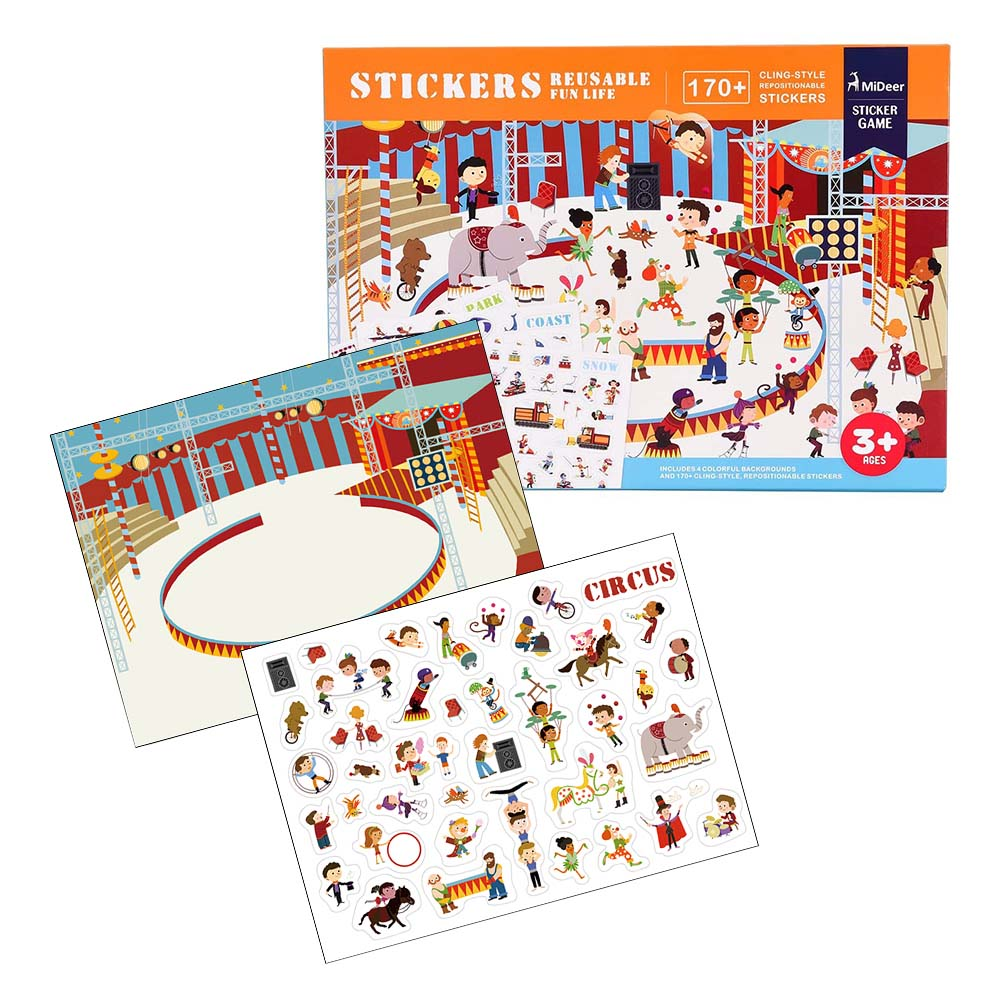 STICKERS REUSABLE
FUN LIFE
170+
CLING-STYLE
REPOSITIONABLE
STICKERS
MiDeer
STICKER
GAME
PARK
COAST
SNOW
3+
AGES
INCLUDES 4 COLORFUL BACKGROUNDS
AND 170+ CLING-STYLE, REPOSITIONABLE STICKERS
CIRCUS